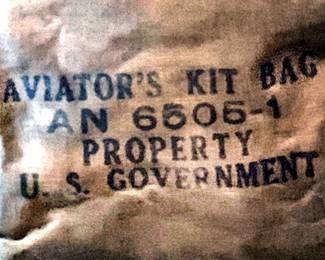 AVIATOR'S KIT BAG
AN 6505-1
PROPERTY
U. S. GOVERNMENT